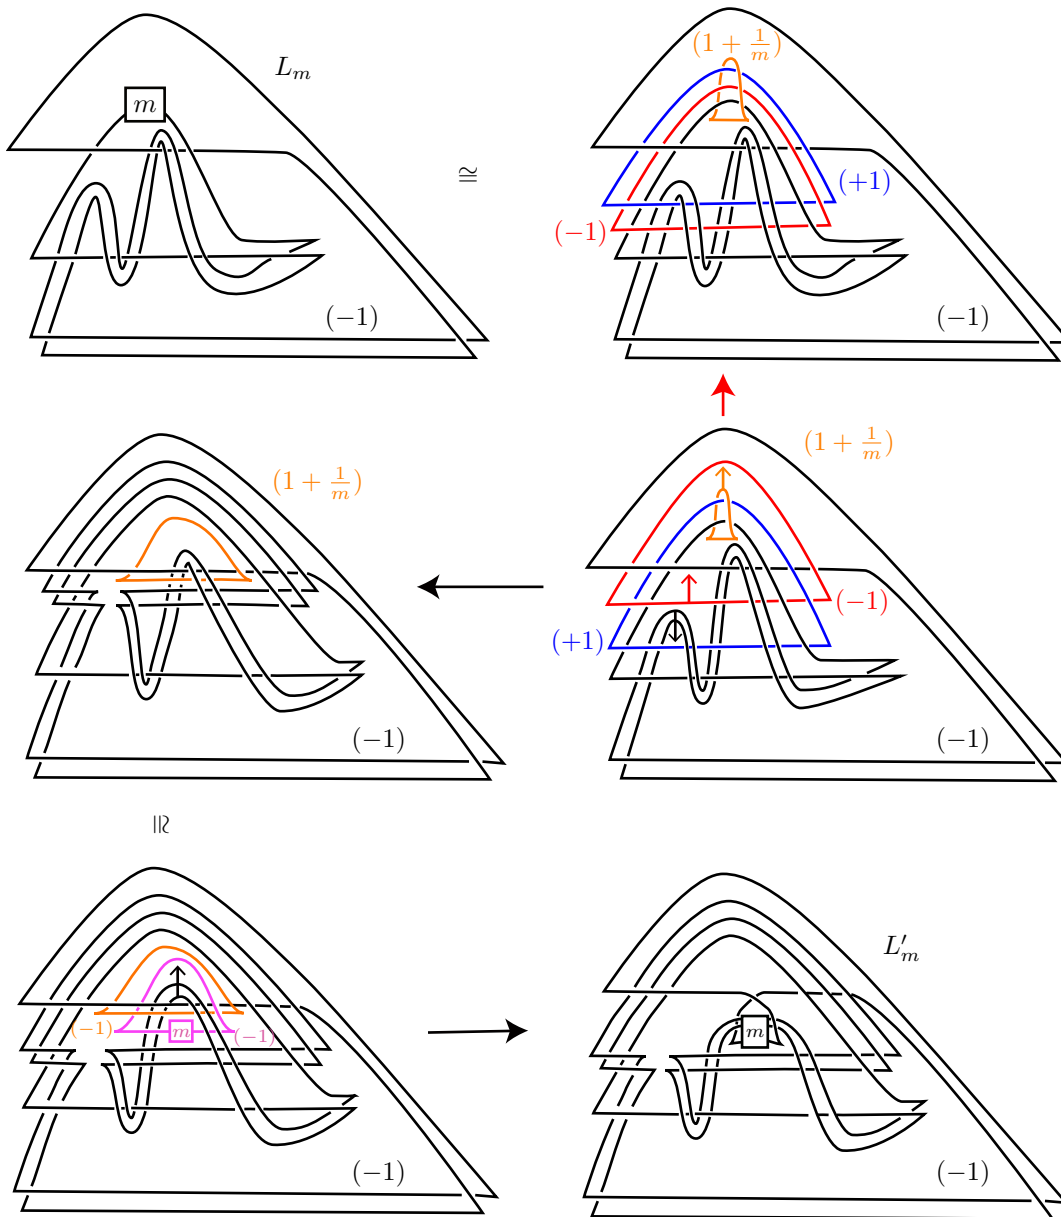 L_m
m
(-1)
≅
(1 + 1/m)
(+1)
(-1)
(-1)
(1 + 1/m)
(-1)
(1 + 1/m)
(-1)
(+1)
(-1)
≅
(-1)
m
(-1)
(-1)
L'_m
m
(-1)